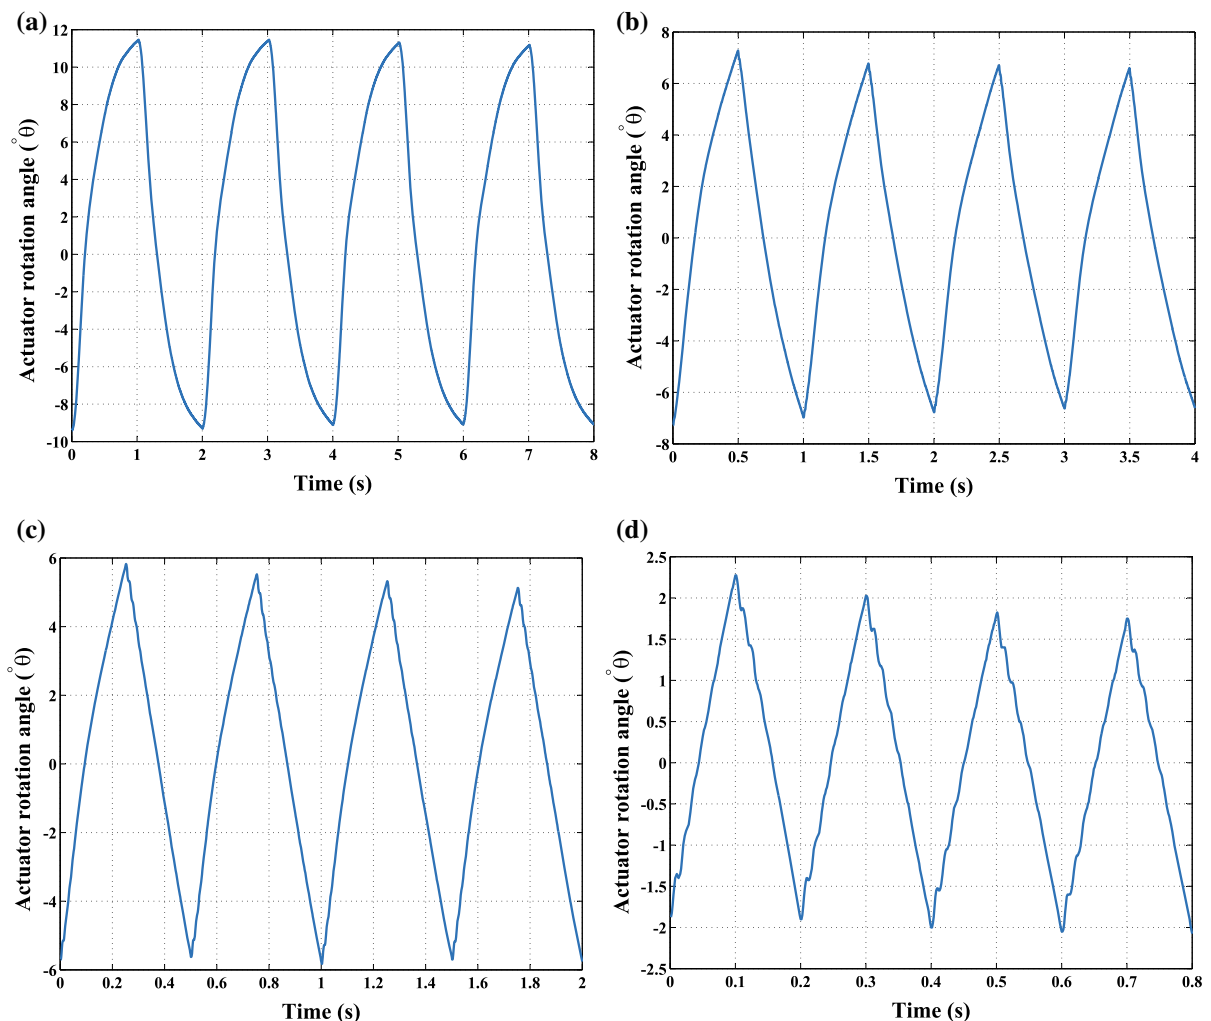 (a)
12
10
8
6
4
2
0
-2
-4
-6
-8
-10
Actuator rotation angle (°θ)
0 1 2 3 4 5 6 7 8
Time (s)
(b)
8
6
4
2
0
-2
-4
-6
-8
Actuator rotation angle (°θ)
0 0.5 1 1.5 2 2.5 3 3.5 4
Time (s)
(c)
6
4
2
0
-2
-4
-6
Actuator rotation angle (°θ)
0 0.2 0.4 0.6 0.8 1 1.2 1.4 1.6 1.8 2
Time (s)
(d)
2.5
2
1.5
1
0.5
0
-0.5
-1
-1.5
-2
-2.5
Actuator rotation angle (°θ)
0 0.1 0.2 0.3 0.4 0.5 0.6 0.7 0.8
Time (s)